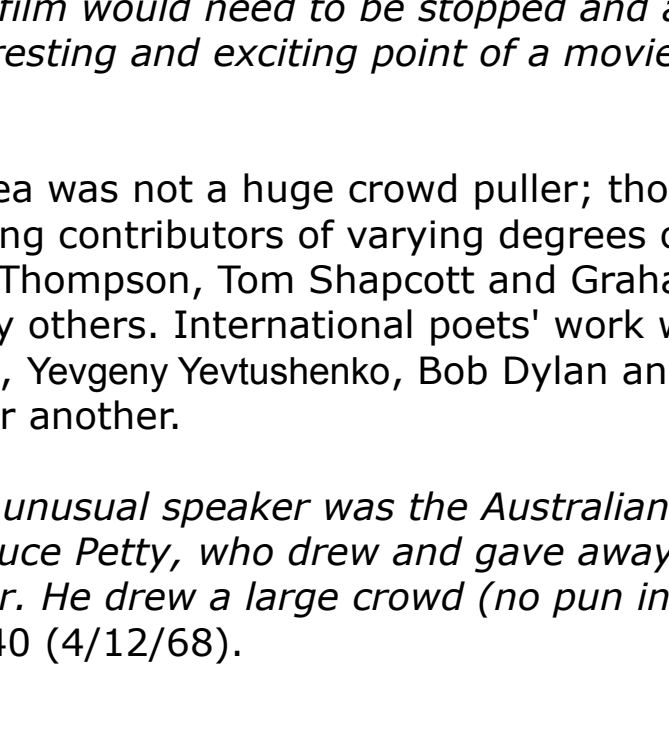 film would need to be stopped and a
resting and exciting point of a movie
ea was not a huge crowd puller; tho
ng contributors of varying degrees o
Thompson, Tom Shapcott and Graha
y others. International poets' work w
, Yevgeny Yevtushenko, Bob Dylan an
r another.
unusual speaker was the Australian
uce Petty, who drew and gave away
r. He drew a large crowd (no pun in
40 (4/12/68).